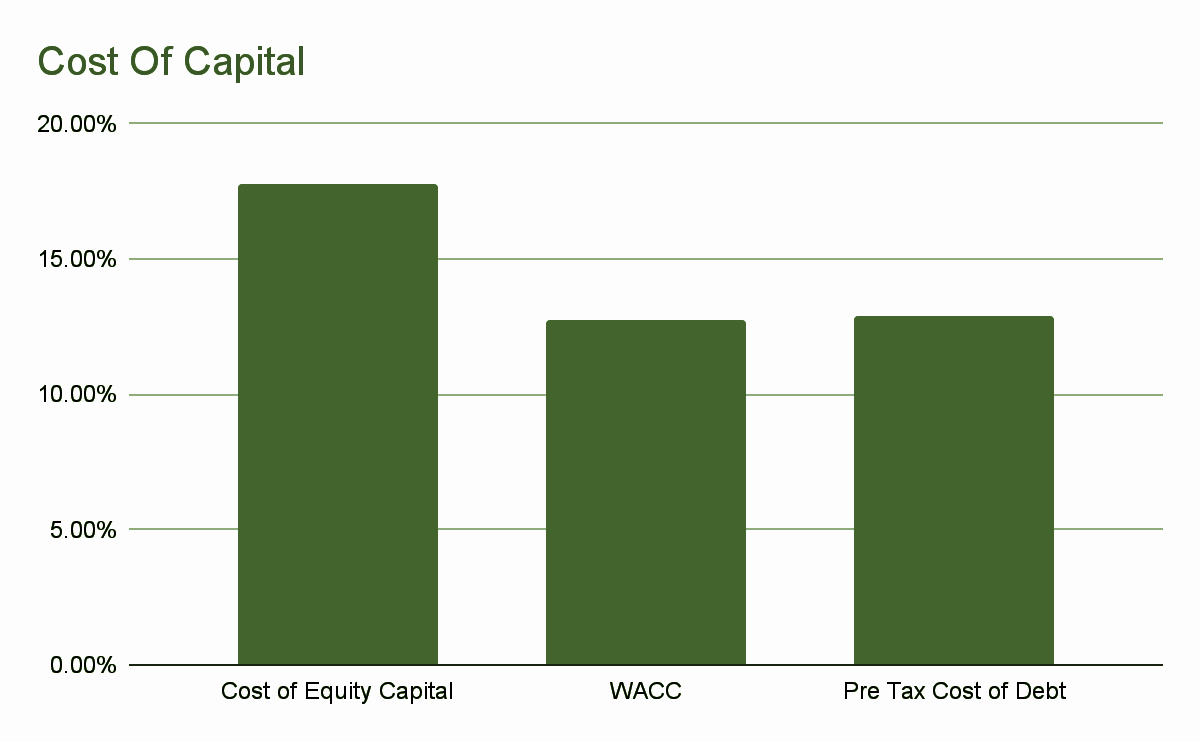 Cost Of Capital
20.00%
15.00%
10.00%
5.00%
0.00%
Cost of Equity Capital
WACC
Pre Tax Cost of Debt